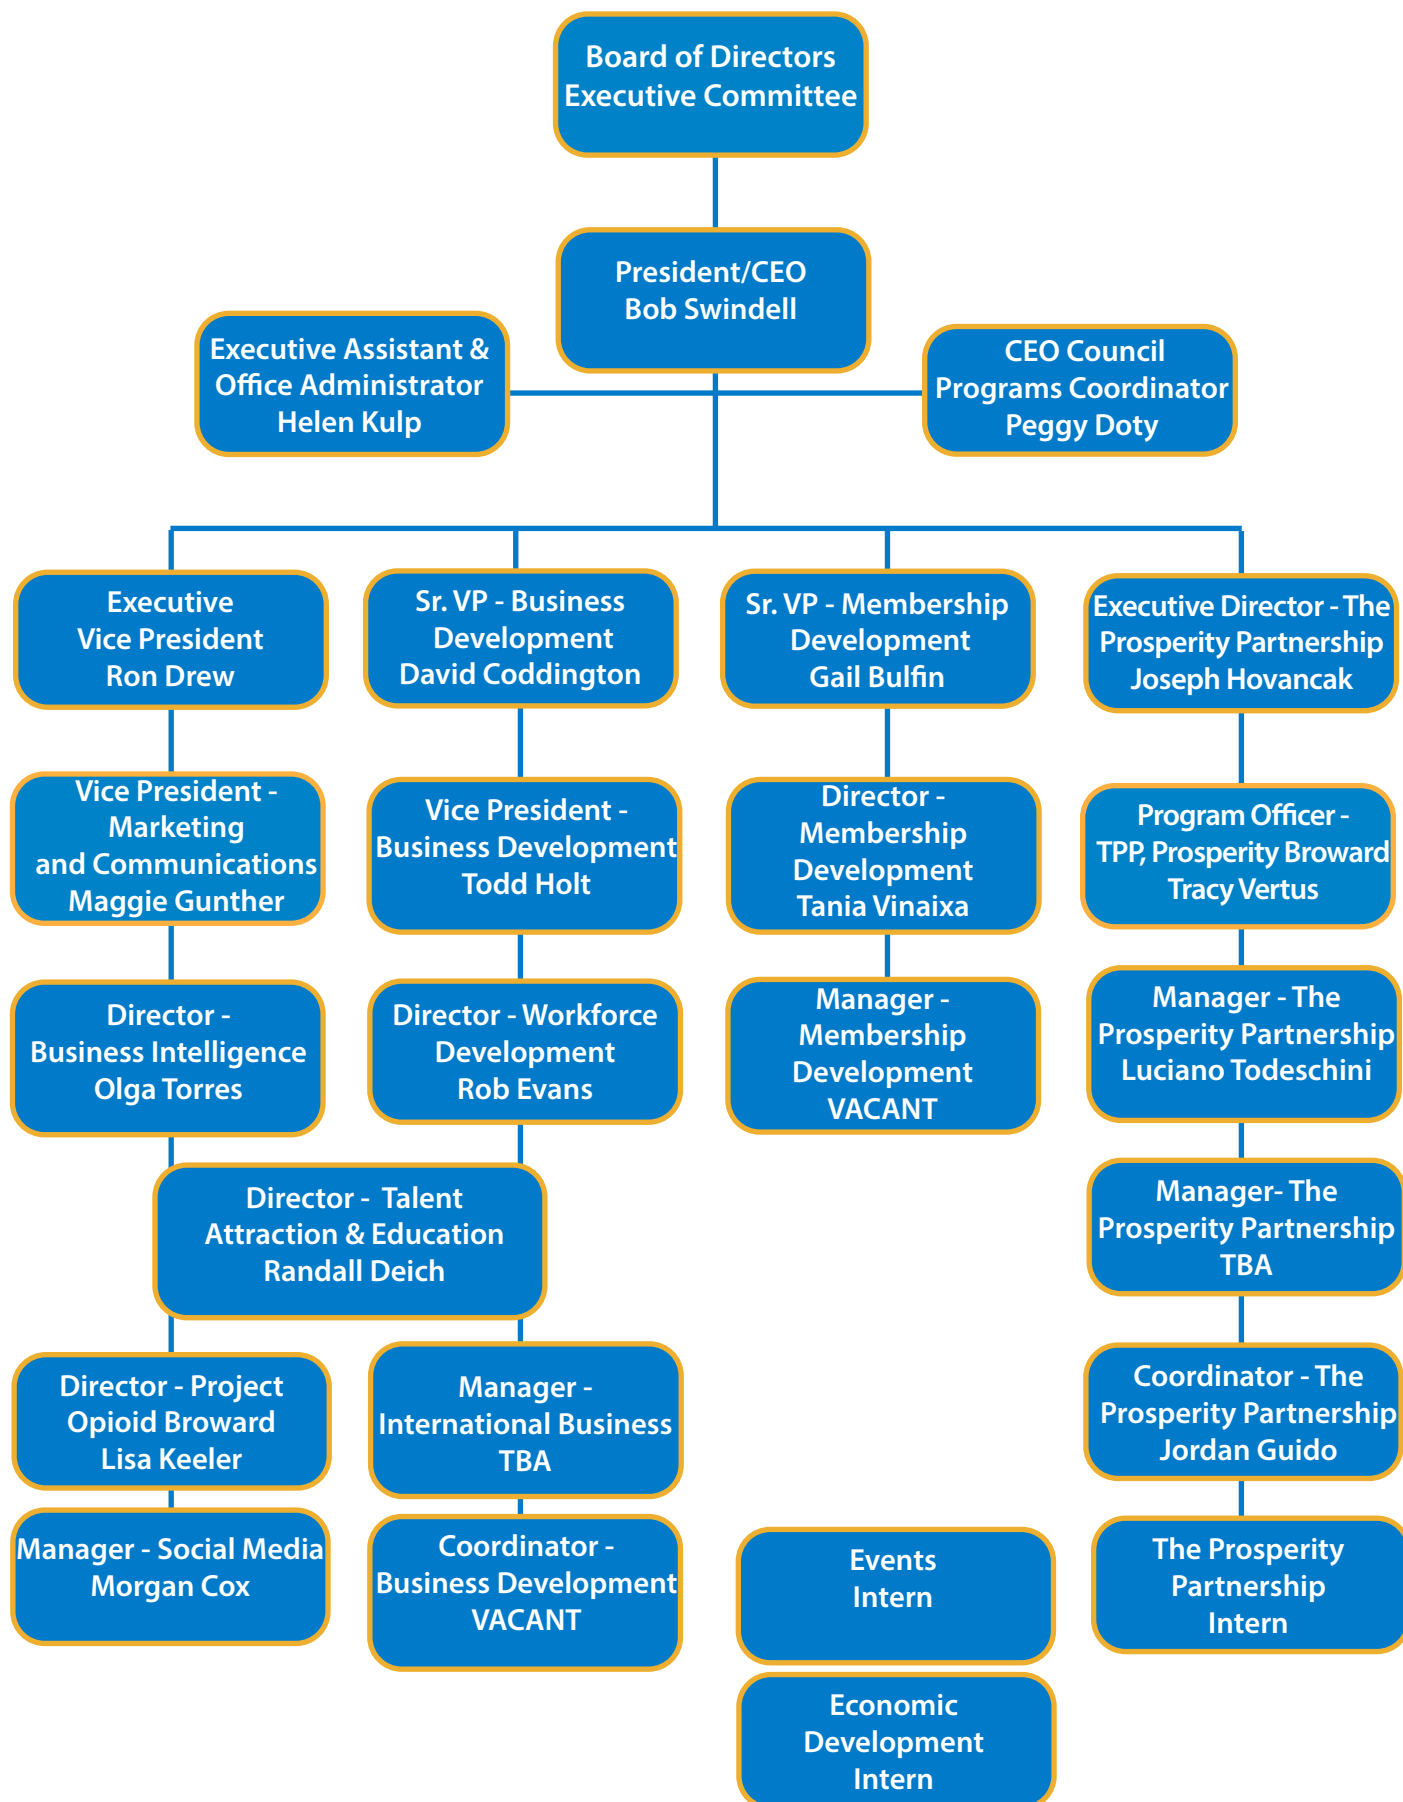 Board of Directors
Executive Committee
President/CEO
Bob Swindell
Executive Assistant &
Office Administrator
Helen Kulp
CEO Council
Programs Coordinator
Peggy Doty
Executive
Vice President
Ron Drew
Sr. VP - Business
Development
David Coddington
Sr. VP - Membership
Development
Gail Bulfin
Executive Director - The
Prosperity Partnership
Joseph Hovancak
Vice President -
Marketing
and Communications
Maggie Gunther
Vice President -
Business Development
Todd Holt
Director -
Membership
Development
Tania Vinaixa
Program Officer -
TPP, Prosperity Broward
Tracy Vertus
Director -
Business Intelligence
Olga Torres
Director - Workforce
Development
Rob Evans
Manager -
Membership
Development
VACANT
Manager - The
Prosperity Partnership
Luciano Todeschini
Director -  Talent
Attraction & Education
Randall Deich
Manager- The
Prosperity Partnership
TBA
Director - Project
Opioid Broward
Lisa Keeler
Manager -
International Business
TBA
Coordinator - The
Prosperity Partnership
Jordan Guido
Manager - Social Media
Morgan Cox
Coordinator -
Business Development
VACANT
Events
Intern
The Prosperity
Partnership
Intern
Economic
Development
Intern